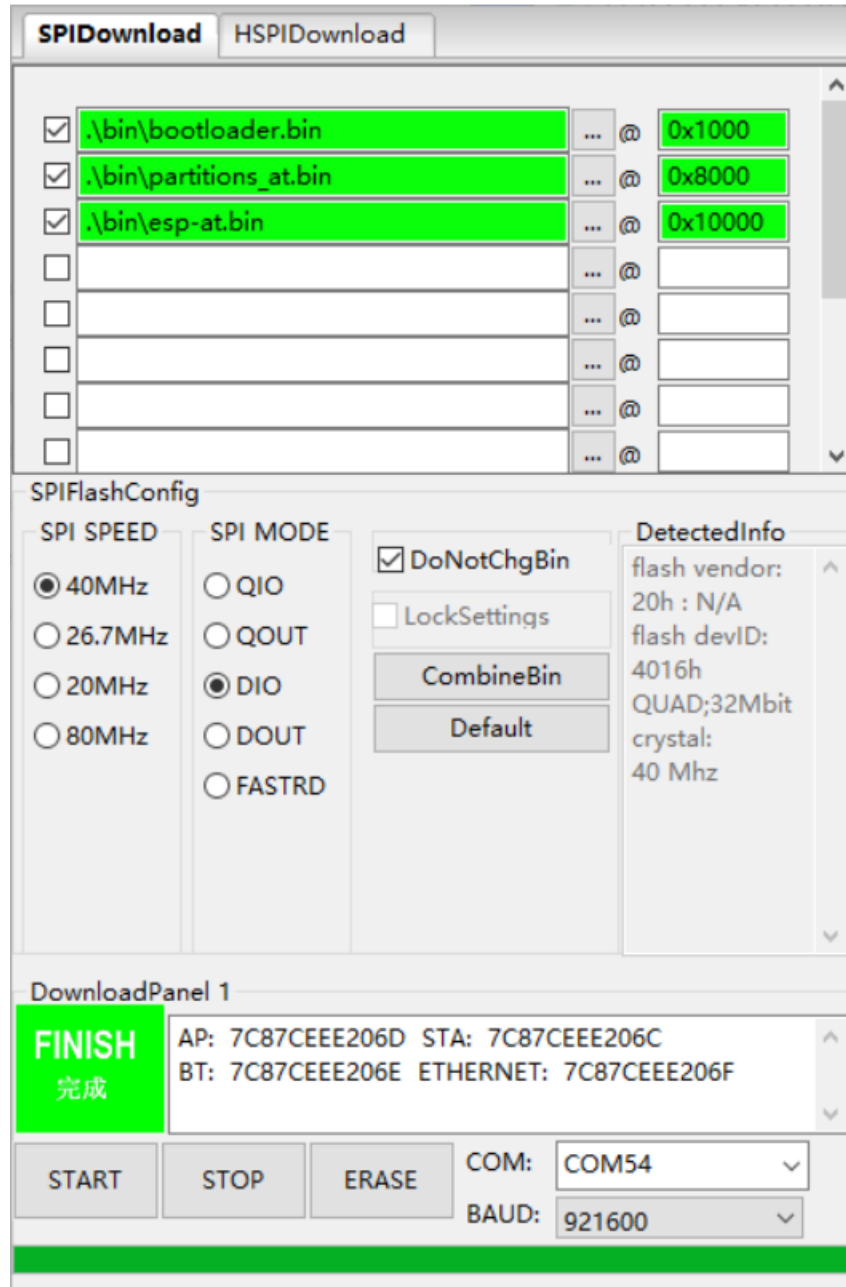 SPIDownload HSPIDownload
.\bin\bootloader.bin ... @ 0x1000
.\bin\partitions_at.bin ... @ 0x8000
.\bin\esp-at.bin ... @ 0x10000
... @
... @
... @
... @
... @
SPIFlashConfig
SPI SPEED SPI MODE DetectedInfo
40MHz QIO DoNotChgBin flash vendor:
20h : N/A
26.7MHz QOUT LockSettings flash devID:
20MHz DIO CombineBin 4016h
QUAD;32Mbit
80MHz DOUT Default crystal:
FASTRD 40 Mhz
DownloadPanel 1
FINISH AP: 7C87CEEE206D STA: 7C87CEEE206C
完成 BT: 7C87CEEE206E ETHERNET: 7C87CEEE206F
START STOP ERASE COM: COM54
BAUD: 921600